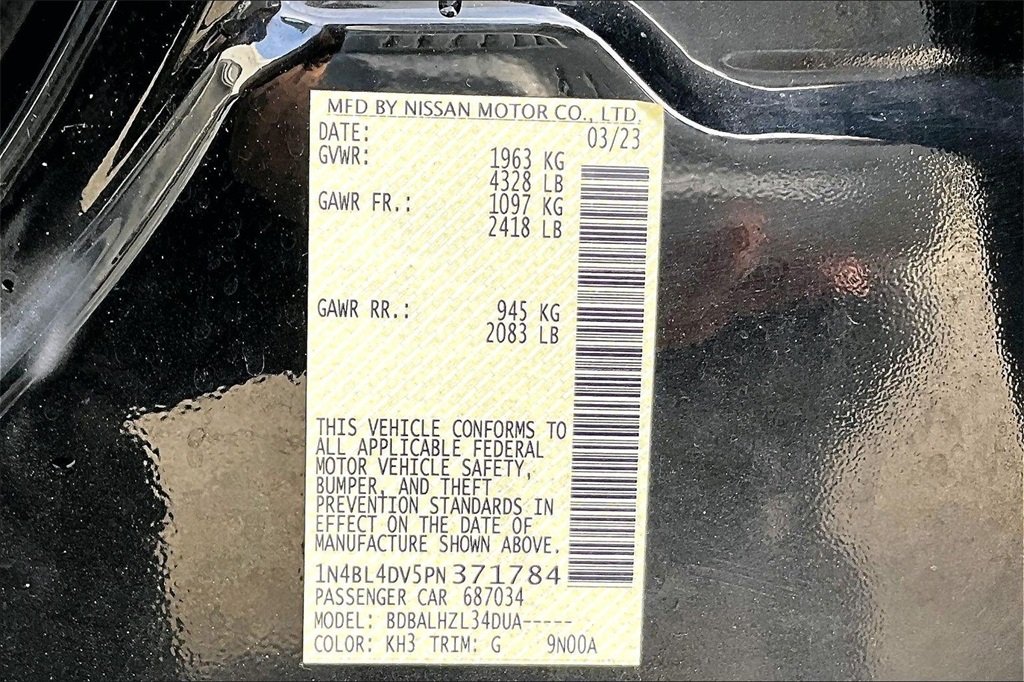 MFD BY NISSAN MOTOR CO., LTD.
DATE: 03/23
GVWR: 1963 KG
4328 LB
GAWR FR.: 1097 KG
2418 LB
GAWR RR.: 945 KG
2083 LB
THIS VEHICLE CONFORMS TO
ALL APPLICABLE FEDERAL
MOTOR VEHICLE SAFETY,
BUMPER, AND THEFT
PREVENTION STANDARDS IN
EFFECT ON THE DATE OF
MANUFACTURE SHOWN ABOVE.
1N4BL4DV5PN371784
PASSENGER CAR 687034
MODEL: BDBALHZL34DUA-----
COLOR: KH3 TRIM: G 9N00A